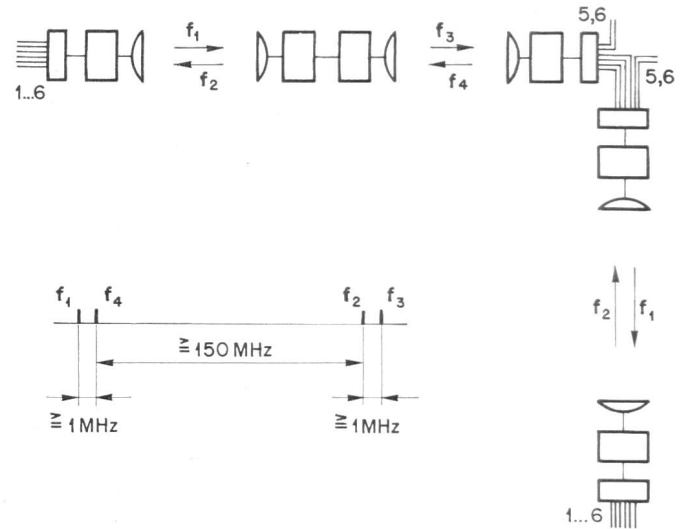 f₁
f₂
1...6
f₃
f₄
5,6
5,6
f₁ f₄
f₂ f₃
≧ 150 MHz
≧ 1 MHz
≧ 1 MHz
f₂ f₁
1...6